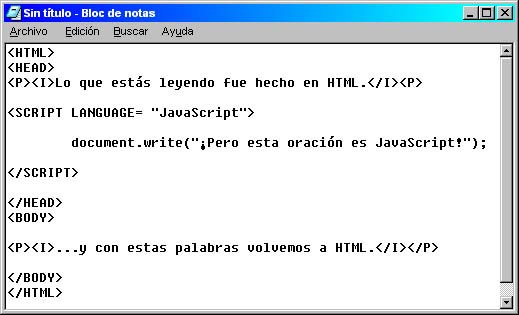 Sin título - Bloc de notas
Archivo Edición Buscar Ayuda
<HTML>
<HEAD>
<P><I>Lo que estás leyendo fue hecho en HTML.</I><P>
<SCRIPT LANGUAGE= "JavaScript">
document.write("¡Pero esta oración es JavaScript!");
</SCRIPT>
</HEAD>
<BODY>
<P><I>...y con estas palabras volvemos a HTML.</I></P>
</BODY>
</HTML>